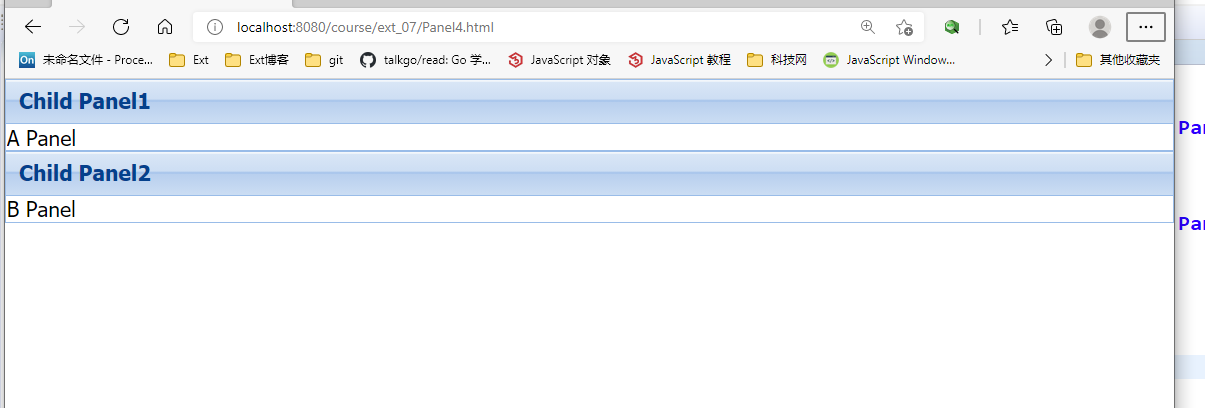 localhost:8080/course/ext_07/Panel4.html
On 未命名文件 - Proce... Ext Ext博客 git talkgo/read: Go 学... JavaScript 对象 JavaScript 教程 科技网 JavaScript Window... 其他收藏夹
Child Panel1
A Panel
Child Panel2
B Panel
Par
Par